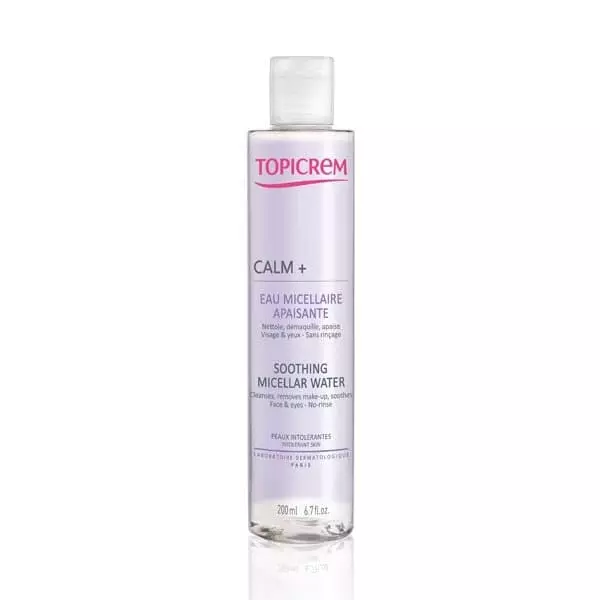 TOPICREM
CALM +
EAU MICELLAIRE
APAISANTE
Nettoie, démaquille, apaise
Visage & yeux - Sans rinçage
SOOTHING
MICELLAR WATER
Cleanses, removes make-up, soothes
Face & eyes - No-rinse
PEAUX INTOLÉRANTES
INTOLERANT SKIN
LABORATOIRE DERMATOLOGIQUE
PARIS
200 ml 6.7 fl.oz.